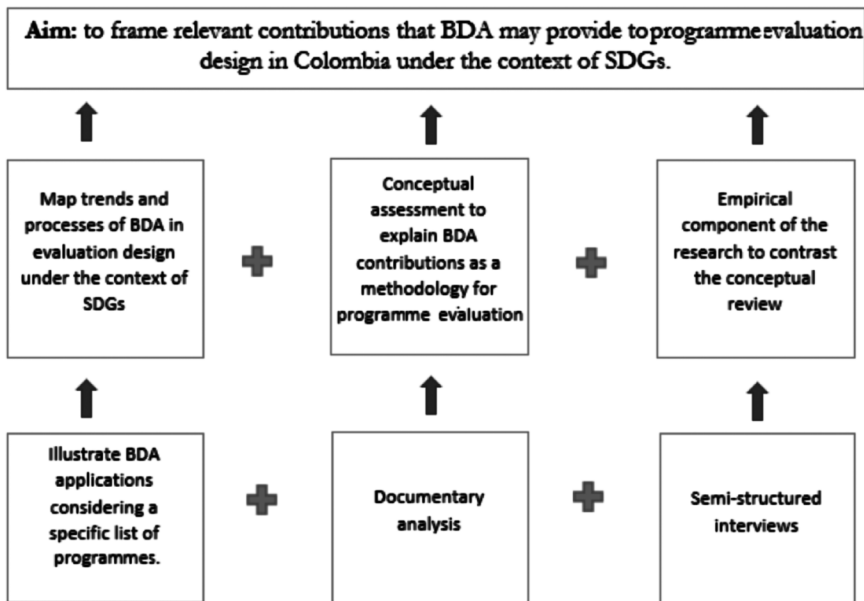 Aim: to frame relevant contributions that BDA may provide to programme evaluation
design in Colombia under the context of SDGs.
Map trends and
processes of BDA in
evaluation design
under the context of
SDGs
Conceptual
assessment to
explain BDA
contributions as a
methodology for
programme evaluation
Empirical
component of the
research to contrast
the conceptual
review
Illustrate BDA
applications
considering a
specific list of
programmes.
Documentary
analysis
Semi-structured
interviews